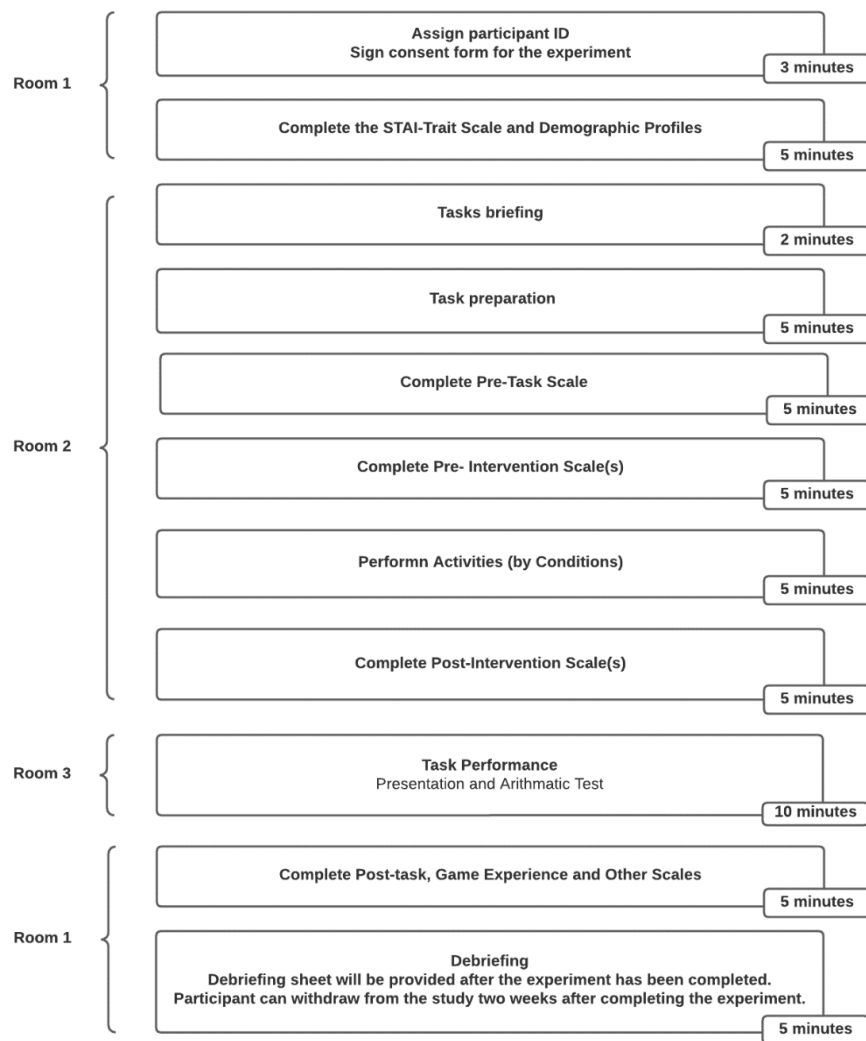 Room 1
Assign participant ID
Sign consent form for the experiment
3 minutes
Complete the STAI-Trait Scale and Demographic Profiles
5 minutes
Room 2
Tasks briefing
2 minutes
Task preparation
5 minutes
Complete Pre-Task Scale
5 minutes
Complete Pre- Intervention Scale(s)
5 minutes
Performn Activities (by Conditions)
5 minutes
Complete Post-Intervention Scale(s)
5 minutes
Room 3
Task Performance
Presentation and Arithmatic Test
10 minutes
Room 1
Complete Post-task, Game Experience and Other Scales
5 minutes
Debriefing
Debriefing sheet will be provided after the experiment has been completed.
Participant can withdraw from the study two weeks after completing the experiment.
5 minutes